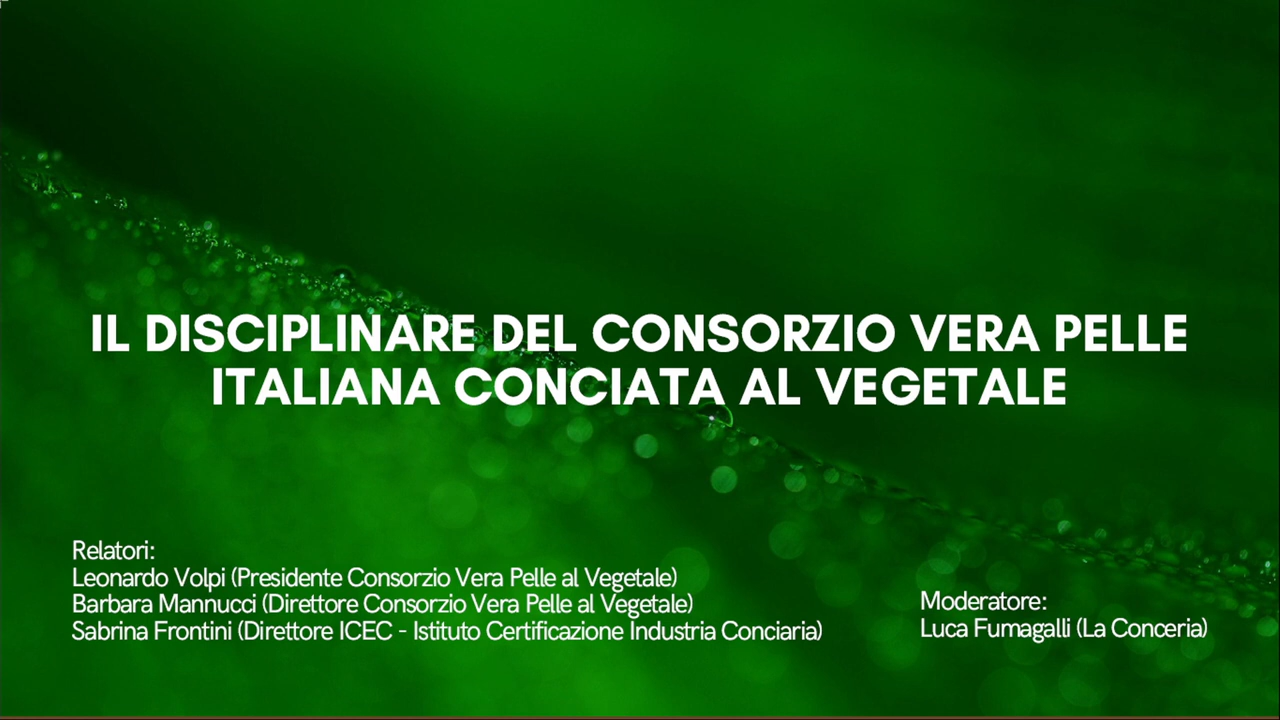 IL DISCIPLINARE DEL CONSORZIO VERA PELLE
ITALIANA CONCIATA AL VEGETALE
Relatori:
Leonardo Volpi (Presidente Consorzio Vera Pelle al Vegetale)
Barbara Mannucci (Direttore Consorzio Vera Pelle al Vegetale)
Sabrina Frontini (Direttore ICEC - Istituto Certificazione Industria Conciaria)
Moderatore:
Luca Fumagalli (La Conceria)